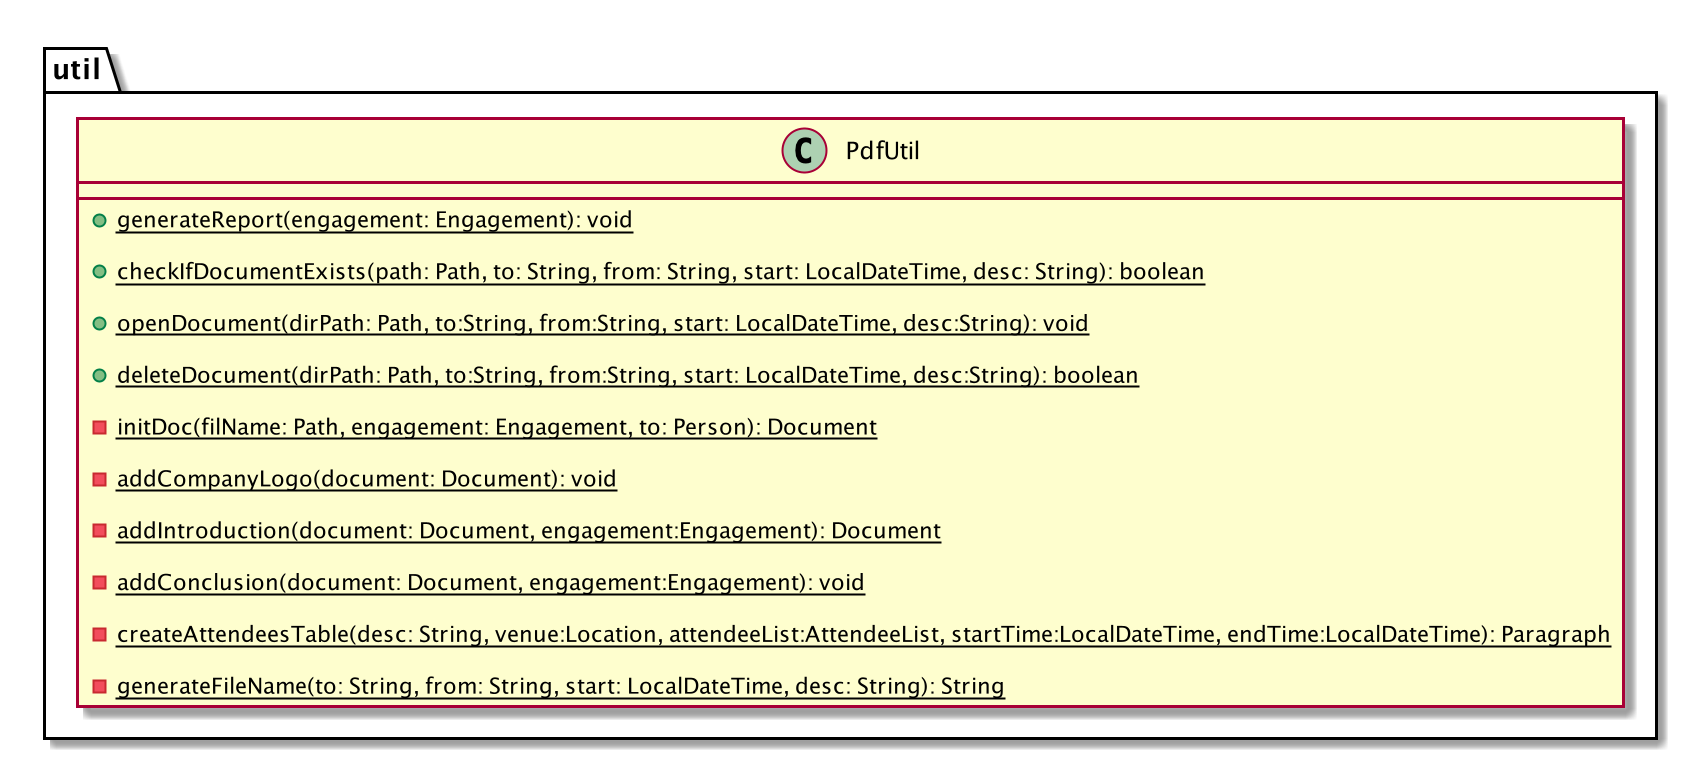 util
C PdfUtil
generateReport(engagement: Engagement): void
checkIfDocumentExists(path: Path, to: String, from: String, start: LocalDateTime, desc: String): boolean
openDocument(dirPath: Path, to:String, from:String, start: LocalDateTime, desc:String): void
deleteDocument(dirPath: Path, to:String, from:String, start: LocalDateTime, desc:String): boolean
initDoc(filName: Path, engagement: Engagement, to: Person): Document
addCompanyLogo(document: Document): void
addIntroduction(document: Document, engagement:Engagement): Document
addConclusion(document: Document, engagement:Engagement): void
createAttendeesTable(desc: String, venue:Location, attendeeList:AttendeeList, startTime:LocalDateTime, endTime:LocalDateTime): Paragraph
generateFileName(to: String, from: String, start: LocalDateTime, desc: String): String